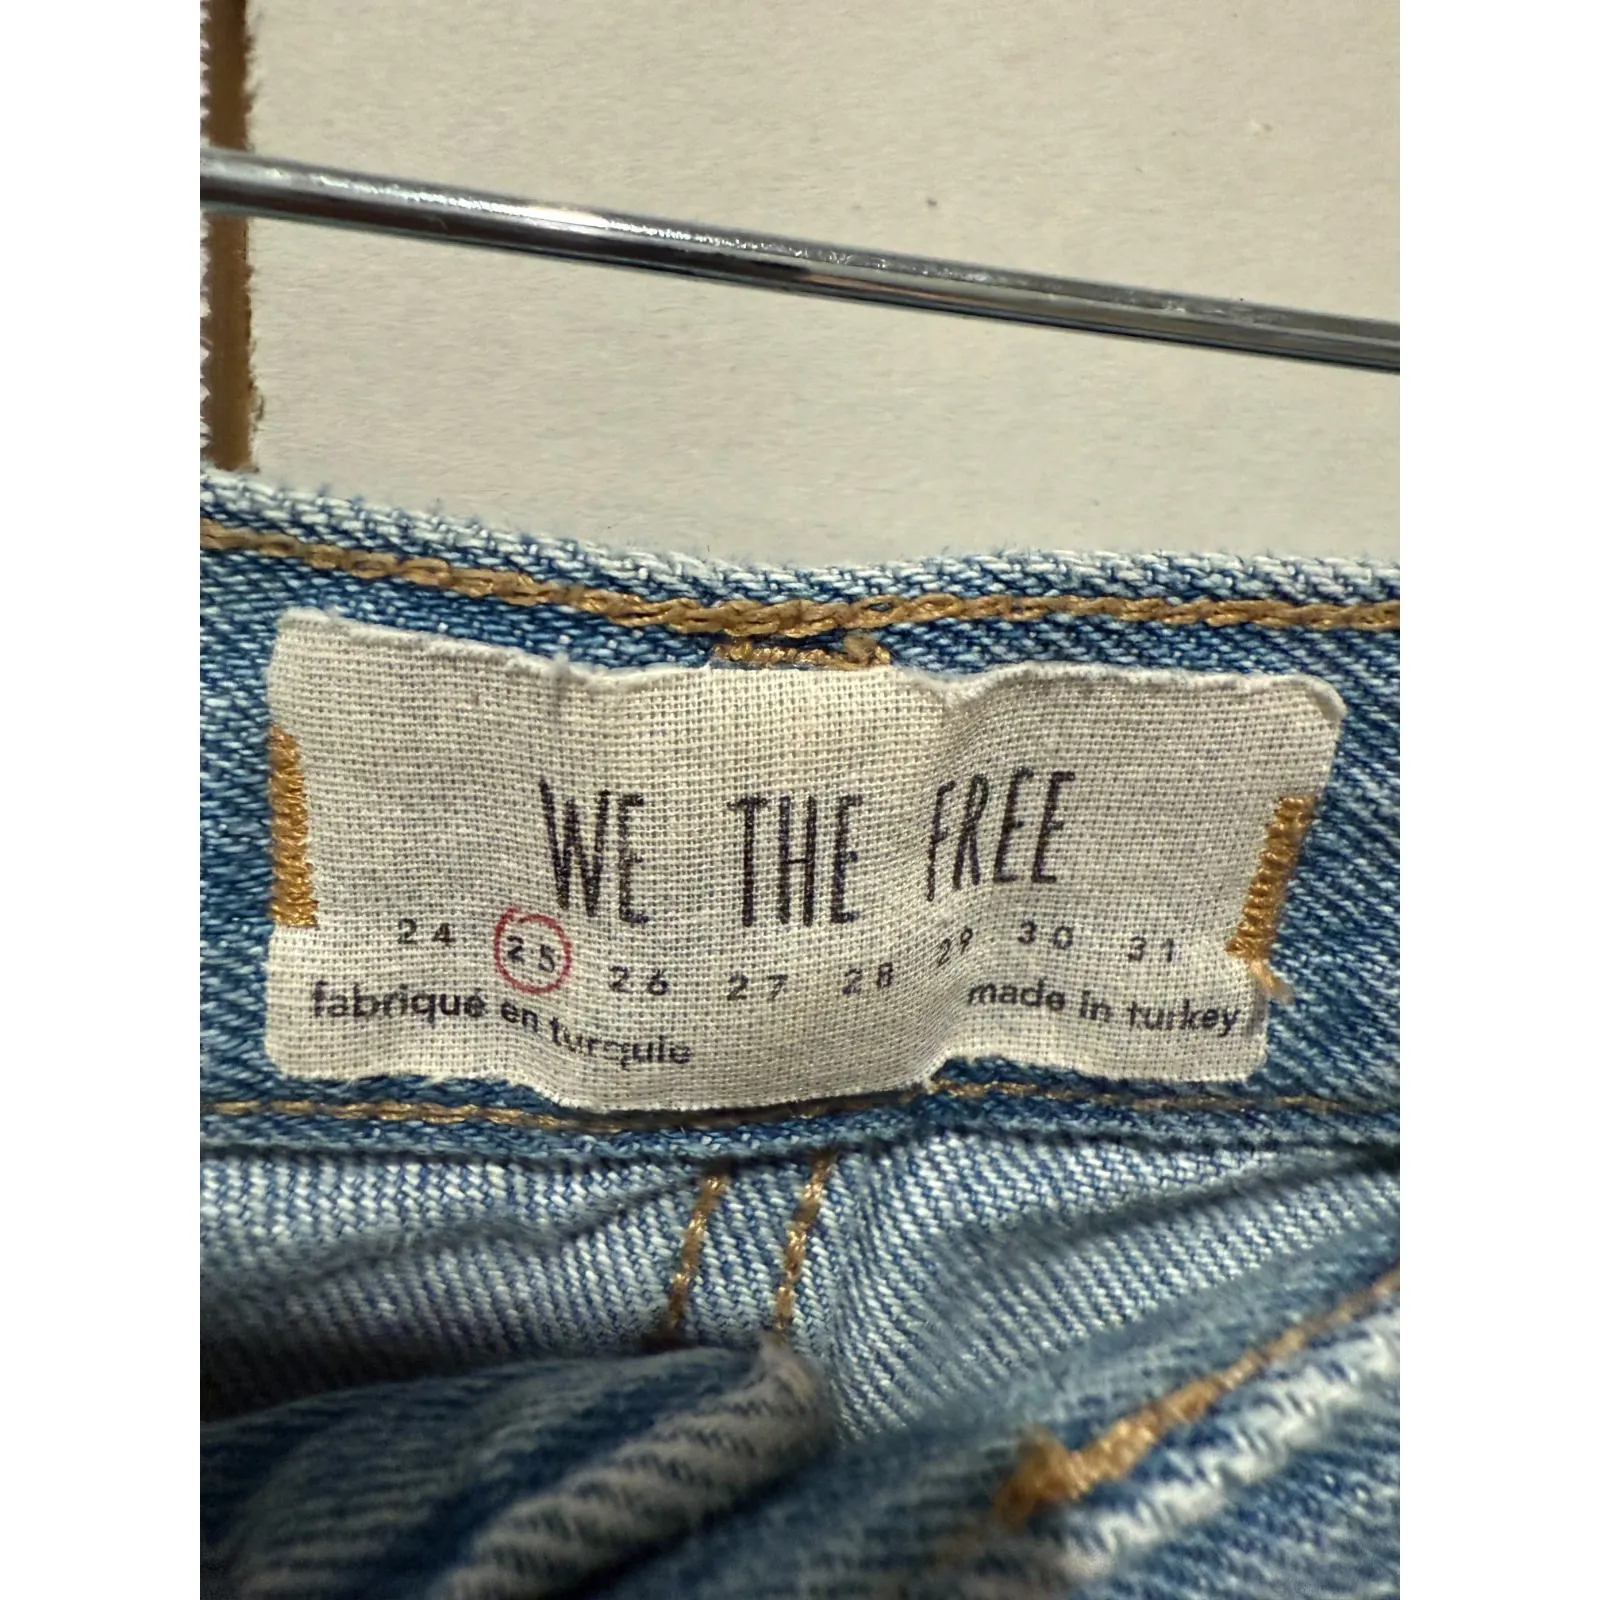 WE THE FREE
24 25 26 27 28 29 30 31
fabriqué en turquie made in turkey